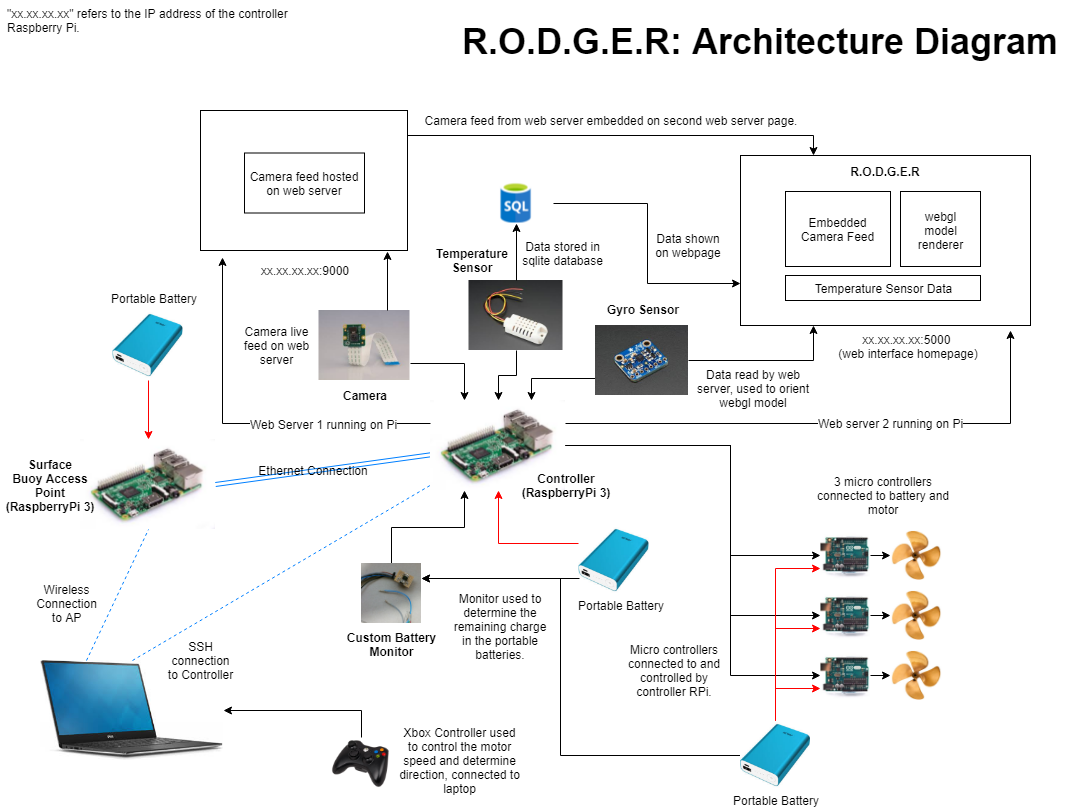 "xx.xx.xx.xx" refers to the IP address of the controller
Raspberry Pi.
R.O.D.G.E.R: Architecture Diagram
Camera feed from web server embedded on second web server page.
Camera feed hosted
on web server
R.O.D.G.E.R
Embedded
Camera Feed
webgl
model
renderer
Temperature Sensor Data
SQL
Data stored in
sqlite database
Data shown
on webpage
Temperature
Sensor
xx.xx.xx.xx:9000
Portable Battery
Gyro Sensor
Camera live
feed on web
server
xx.xx.xx.xx:5000
(web interface homepage)
Data read by web
server, used to orient
webgl model
Camera
Web Server 1 running on Pi
Web server 2 running on Pi
Surface
Buoy Access
Point
(RaspberryPi 3)
Ethernet Connection
Controller
(RaspberryPi 3)
3 micro controllers
connected to battery and
motor
Wireless
Connection
to AP
Custom Battery
Monitor
Monitor used to
determine the
remaining charge
in the portable
batteries.
Portable Battery
SSH
connection
to Controller
Micro controllers
connected to and
controlled by
controller RPi.
Xbox Controller used
to control the motor
speed and determine
direction, connected to
laptop
Portable Battery